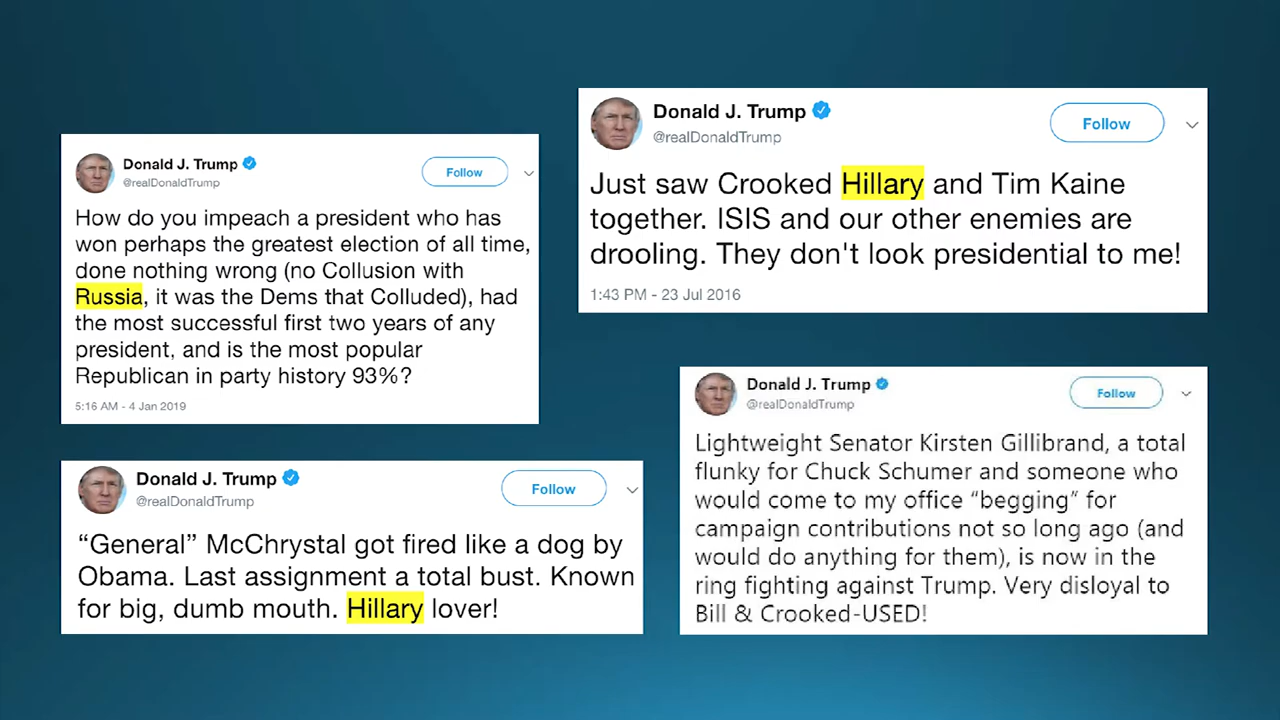 Donald J. Trump
@realDonaldTrump
Follow
How do you impeach a president who has
won perhaps the greatest election of all time,
done nothing wrong (no Collusion with
Russia, it was the Dems that Colluded), had
the most successful first two years of any
president, and is the most popular
Republican in party history 93%?
5:16 AM - 4 Jan 2019
Donald J. Trump
@realDonaldTrump
Follow
Just saw Crooked Hillary and Tim Kaine
together. ISIS and our other enemies are
drooling. They don't look presidential to me!
1:43 PM - 23 Jul 2016
Donald J. Trump
@realDonaldTrump
Follow
“General” McChrystal got fired like a dog by
Obama. Last assignment a total bust. Known
for big, dumb mouth. Hillary lover!
Donald J. Trump
@realDonaldTrump
Follow
Lightweight Senator Kirsten Gillibrand, a total
flunky for Chuck Schumer and someone who
would come to my office “begging” for
campaign contributions not so long ago (and
would do anything for them), is now in the
ring fighting against Trump. Very disloyal to
Bill & Crooked-USED!